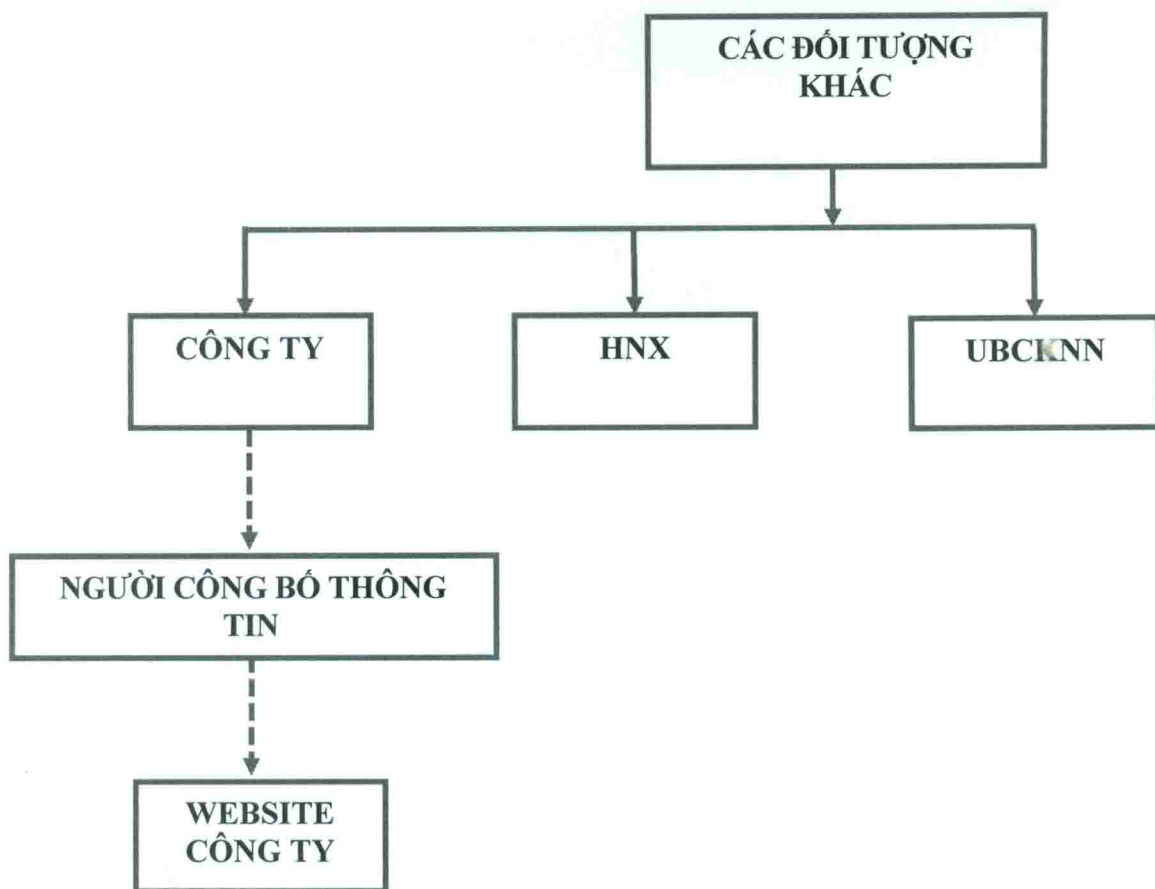 CÁC ĐỐI TƯỢNG
KHÁC
CÔNG TY
HNX
UBCKNN
NGƯỜI CÔNG BỐ THÔNG
TIN
WEBSITE
CÔNG TY